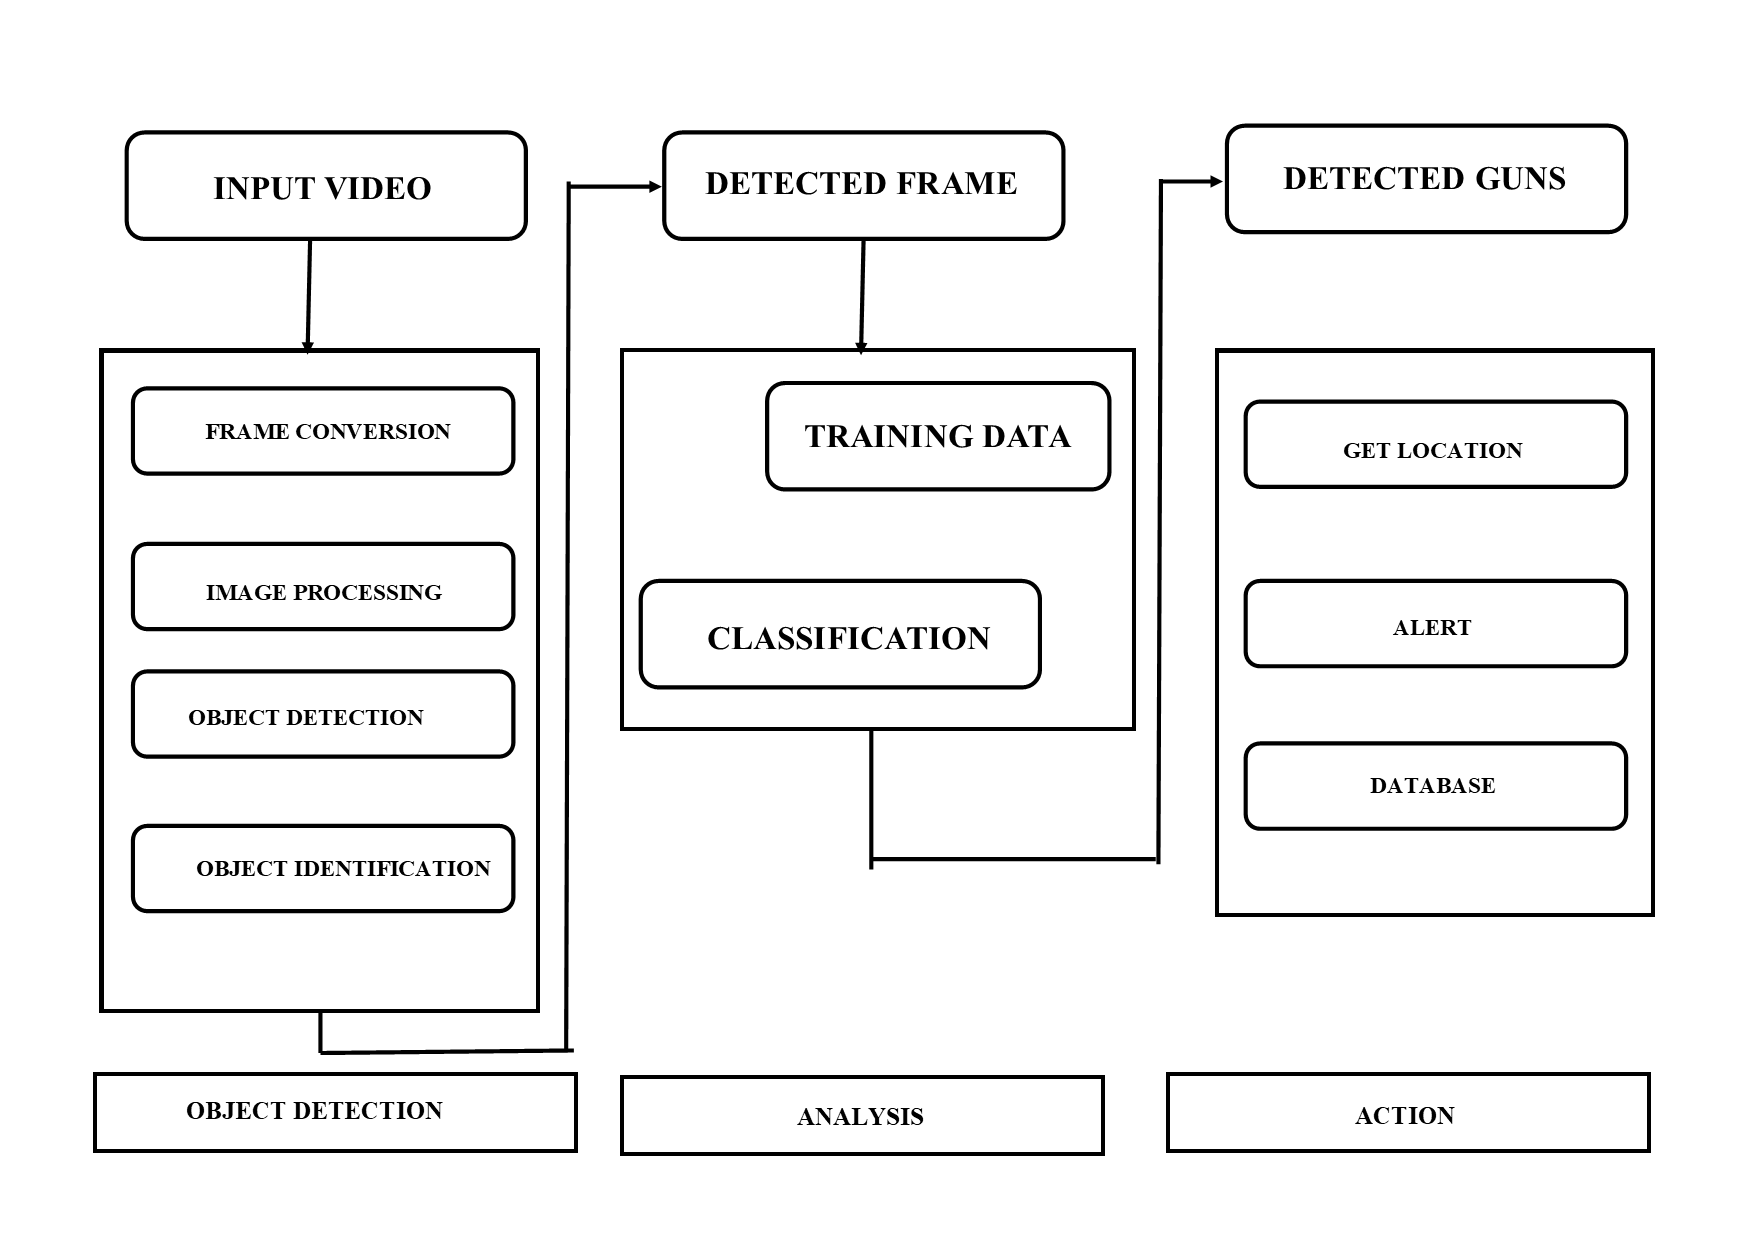 INPUT VIDEO
FRAME CONVERSION
IMAGE PROCESSING
OBJECT DETECTION
OBJECT IDENTIFICATION
OBJECT DETECTION
DETECTED FRAME
TRAINING DATA
CLASSIFICATION
ANALYSIS
DETECTED GUNS
GET LOCATION
ALERT
DATABASE
ACTION